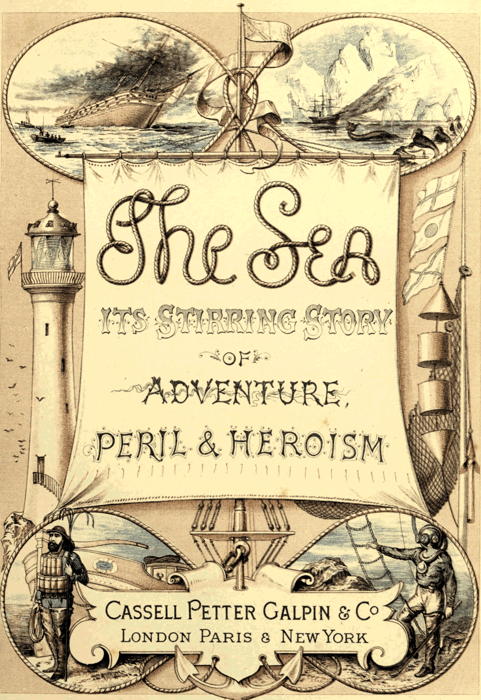 The Sea
ITS STIRRING STORY
OF
ADVENTURE,
PERIL & HEROISM
CASSELL PETTER GALPIN & Co
LONDON PARIS & NEW YORK